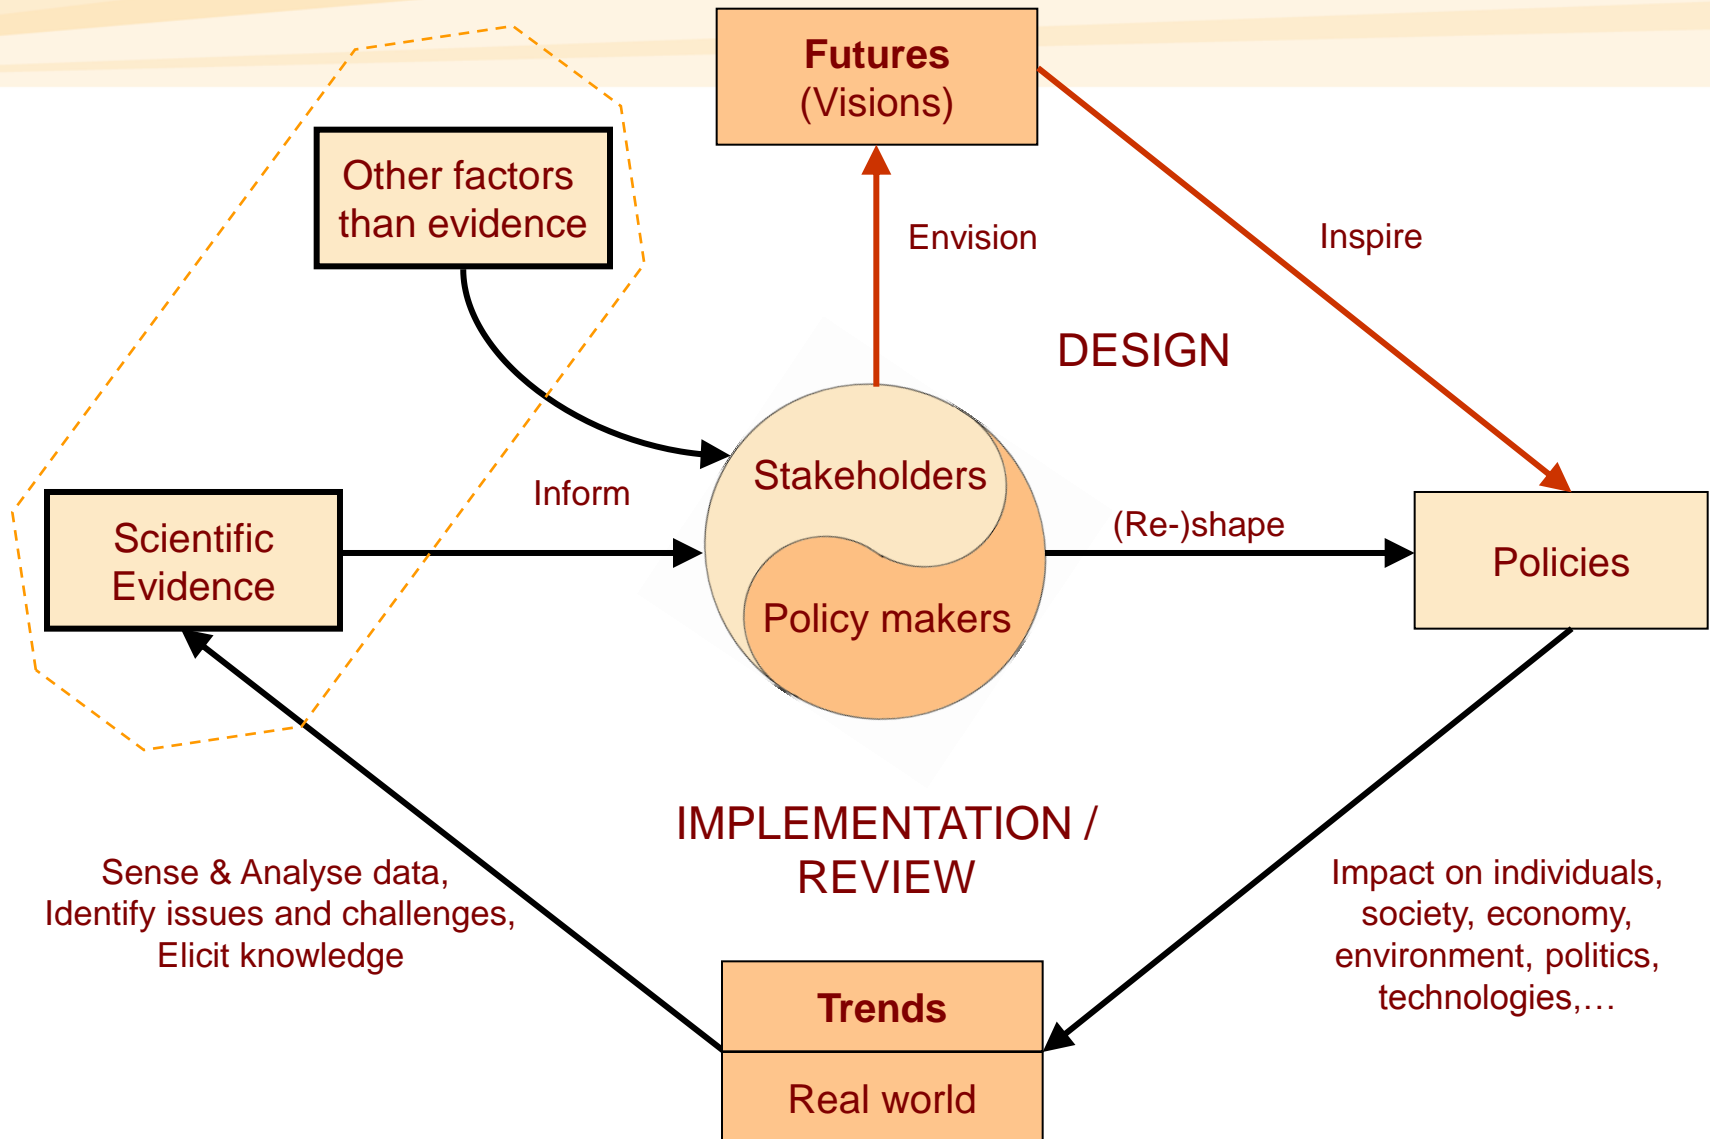 Futures
(Visions)
Other factors
than evidence
Envision
Inspire
DESIGN
Stakeholders
Inform
(Re-)shape
Scientific
Evidence
Policies
Policy makers
IMPLEMENTATION /
REVIEW
Sense & Analyse data,
Identify issues and challenges,
Elicit knowledge
Impact on individuals,
society, economy,
environment, politics,
technologies,…
Trends
Real world